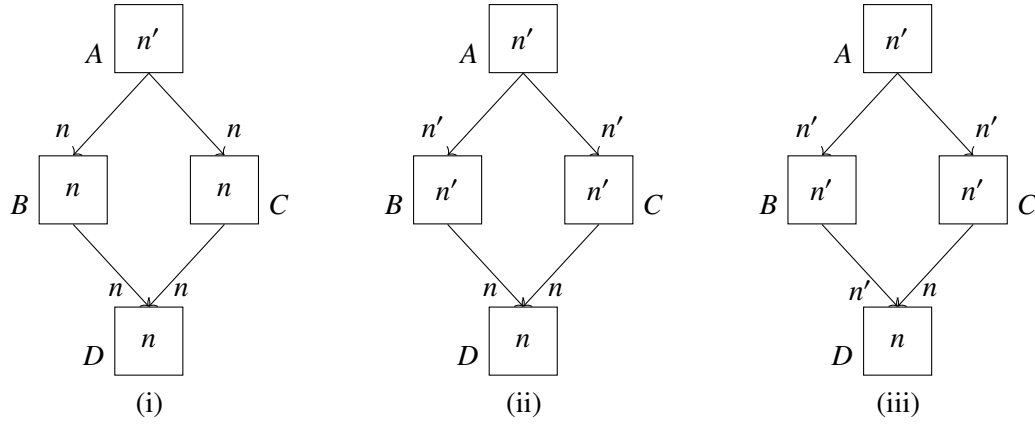 n′ n′ n′
A A A
n n n′ n′ n′ n′
n n n′ n′ n′ n′
B C B C B C
n n n n n′ n
n n n
D D D
(i) (ii) (iii)